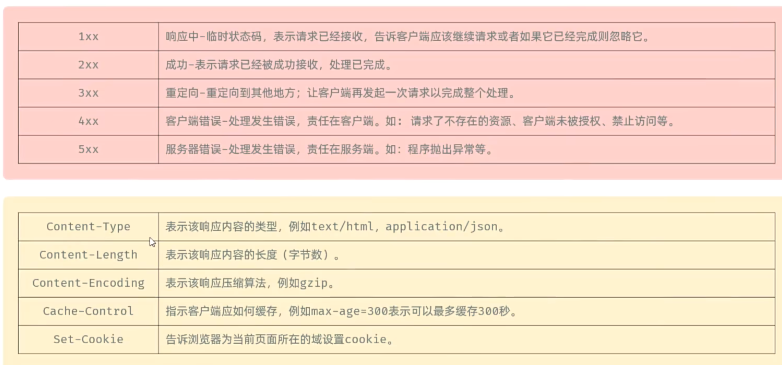 1xx 响应中-临时状态码，表示请求已经接收，告诉客户端应该继续请求或者如果它已经完成则忽略它。
2xx 成功-表示请求已经被成功接收，处理已完成。
3xx 重定向-重定向到其他地方；让客户端再发起一次请求以完成整个处理。
4xx 客户端错误-处理发生错误，责任在客户端。如：请求了不存在的资源、客户端未被授权、禁止访问等。
5xx 服务器错误-处理发生错误，责任在服务端。如：程序抛出异常等。
Content-Type 表示该响应内容的类型，例如text/html，application/json。
Content-Length 表示该响应内容的长度（字节数）。
Content-Encoding 表示该响应压缩算法，例如gzip。
Cache-Control 指示客户端应如何缓存，例如max-age=300表示可以最多缓存300秒。
Set-Cookie 告诉浏览器为当前页面所在的域设置cookie。